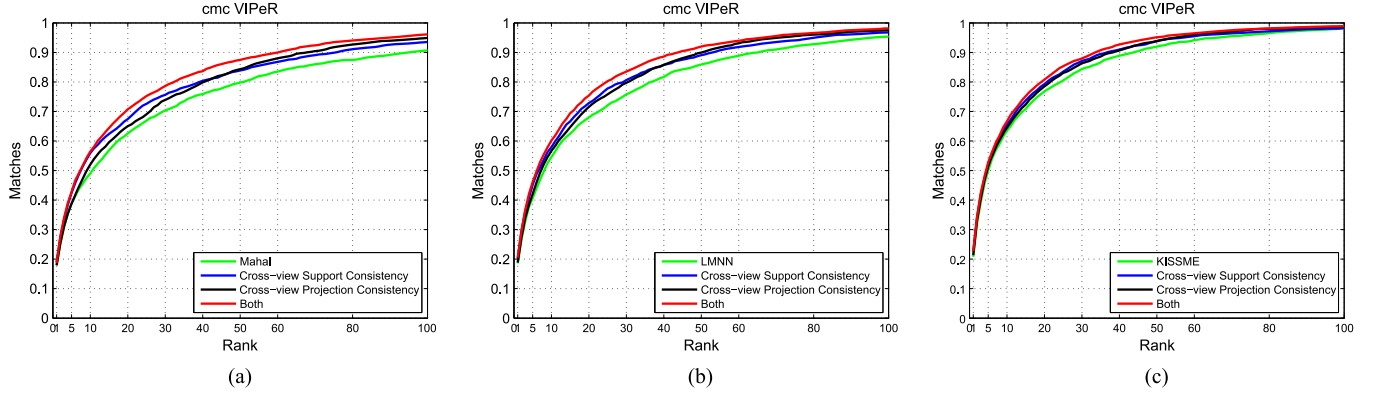 cmc VIPeR
1
0.9
0.8
0.7
0.6
0.5
0.4
0.3
0.2
0.1
0
Matches
Mahal
Cross-view Support Consistency
Cross-view Projection Consistency
Both
0 1 5 10 20 30 40 50 60 80 100
Rank
(a)
cmc VIPeR
1
0.9
0.8
0.7
0.6
0.5
0.4
0.3
0.2
0.1
0
Matches
LMNN
Cross-view Support Consistency
Cross-view Projection Consistency
Both
0 1 5 10 20 30 40 50 60 80 100
Rank
(b)
cmc VIPeR
1
0.9
0.8
0.7
0.6
0.5
0.4
0.3
0.2
0.1
0
Matches
KISSME
Cross-view Support Consistency
Cross-view Projection Consistency
Both
0 1 5 10 20 30 40 50 60 80 100
Rank
(c)